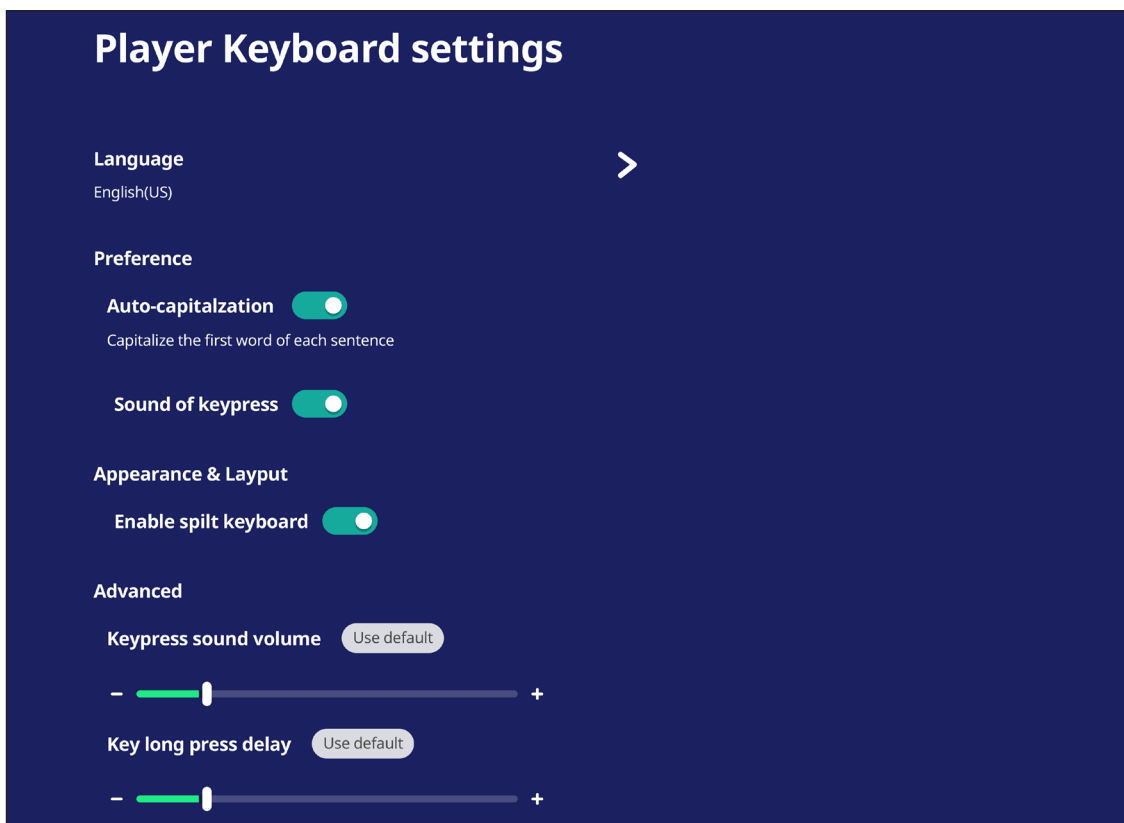 Player Keyboard settings
Language
English(US)
Preference
Auto-capitalzation
Capitalize the first word of each sentence
Sound of keypress
Appearance & Layput
Enable spilt keyboard
Advanced
Keypress sound volume Use default
- +
Key long press delay Use default
- +